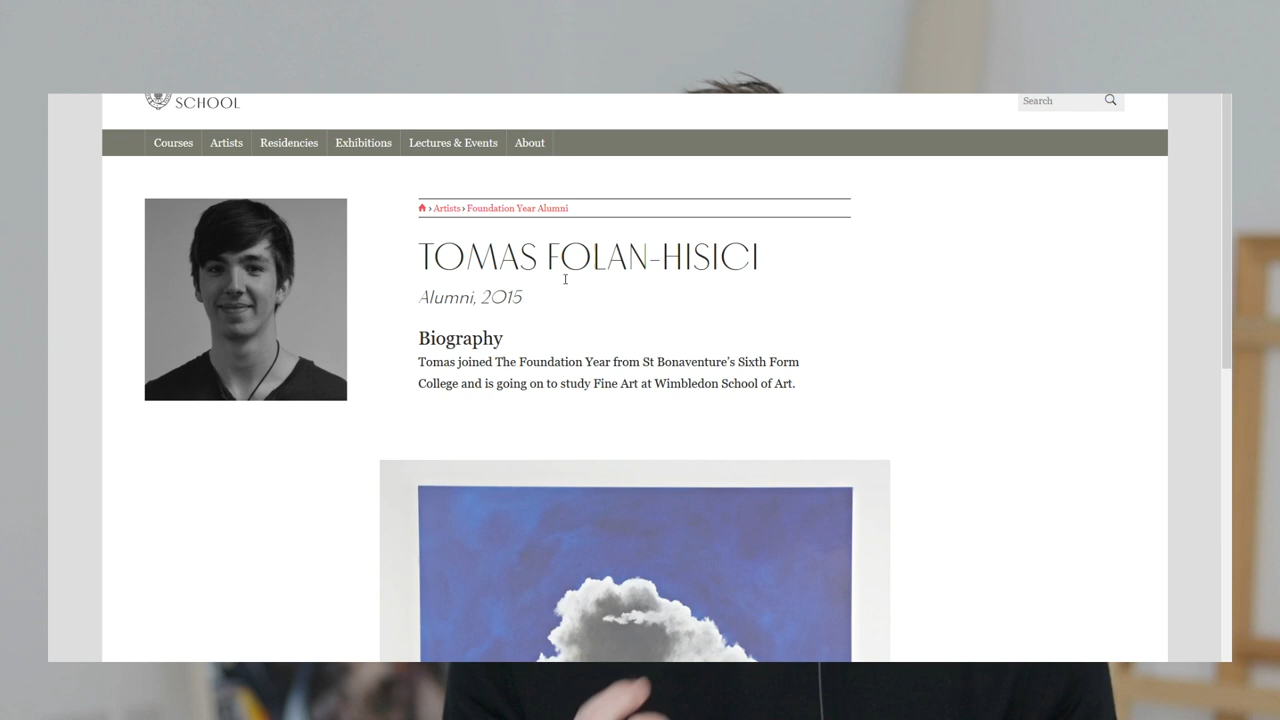 SCHOOL
Search
Courses
Artists
Residencies
Exhibitions
Lectures & Events
About
› Artists › Foundation Year Alumni
TOMAS FOLAN-HISICI
Alumni, 2015
Biography
Tomas joined The Foundation Year from St Bonaventure's Sixth Form
College and is going on to study Fine Art at Wimbledon School of Art.